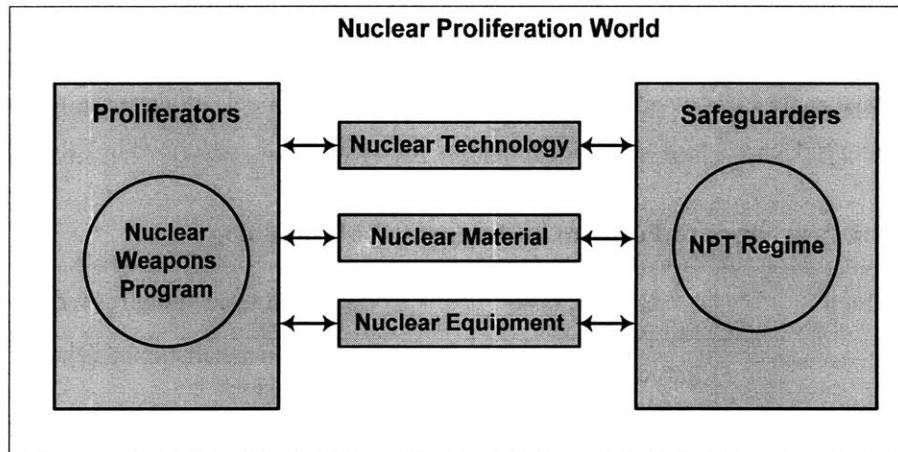 Nuclear Proliferation World
Proliferators
Nuclear
Weapons
Program
Nuclear Technology
Nuclear Material
Nuclear Equipment
Safeguarders
NPT Regime